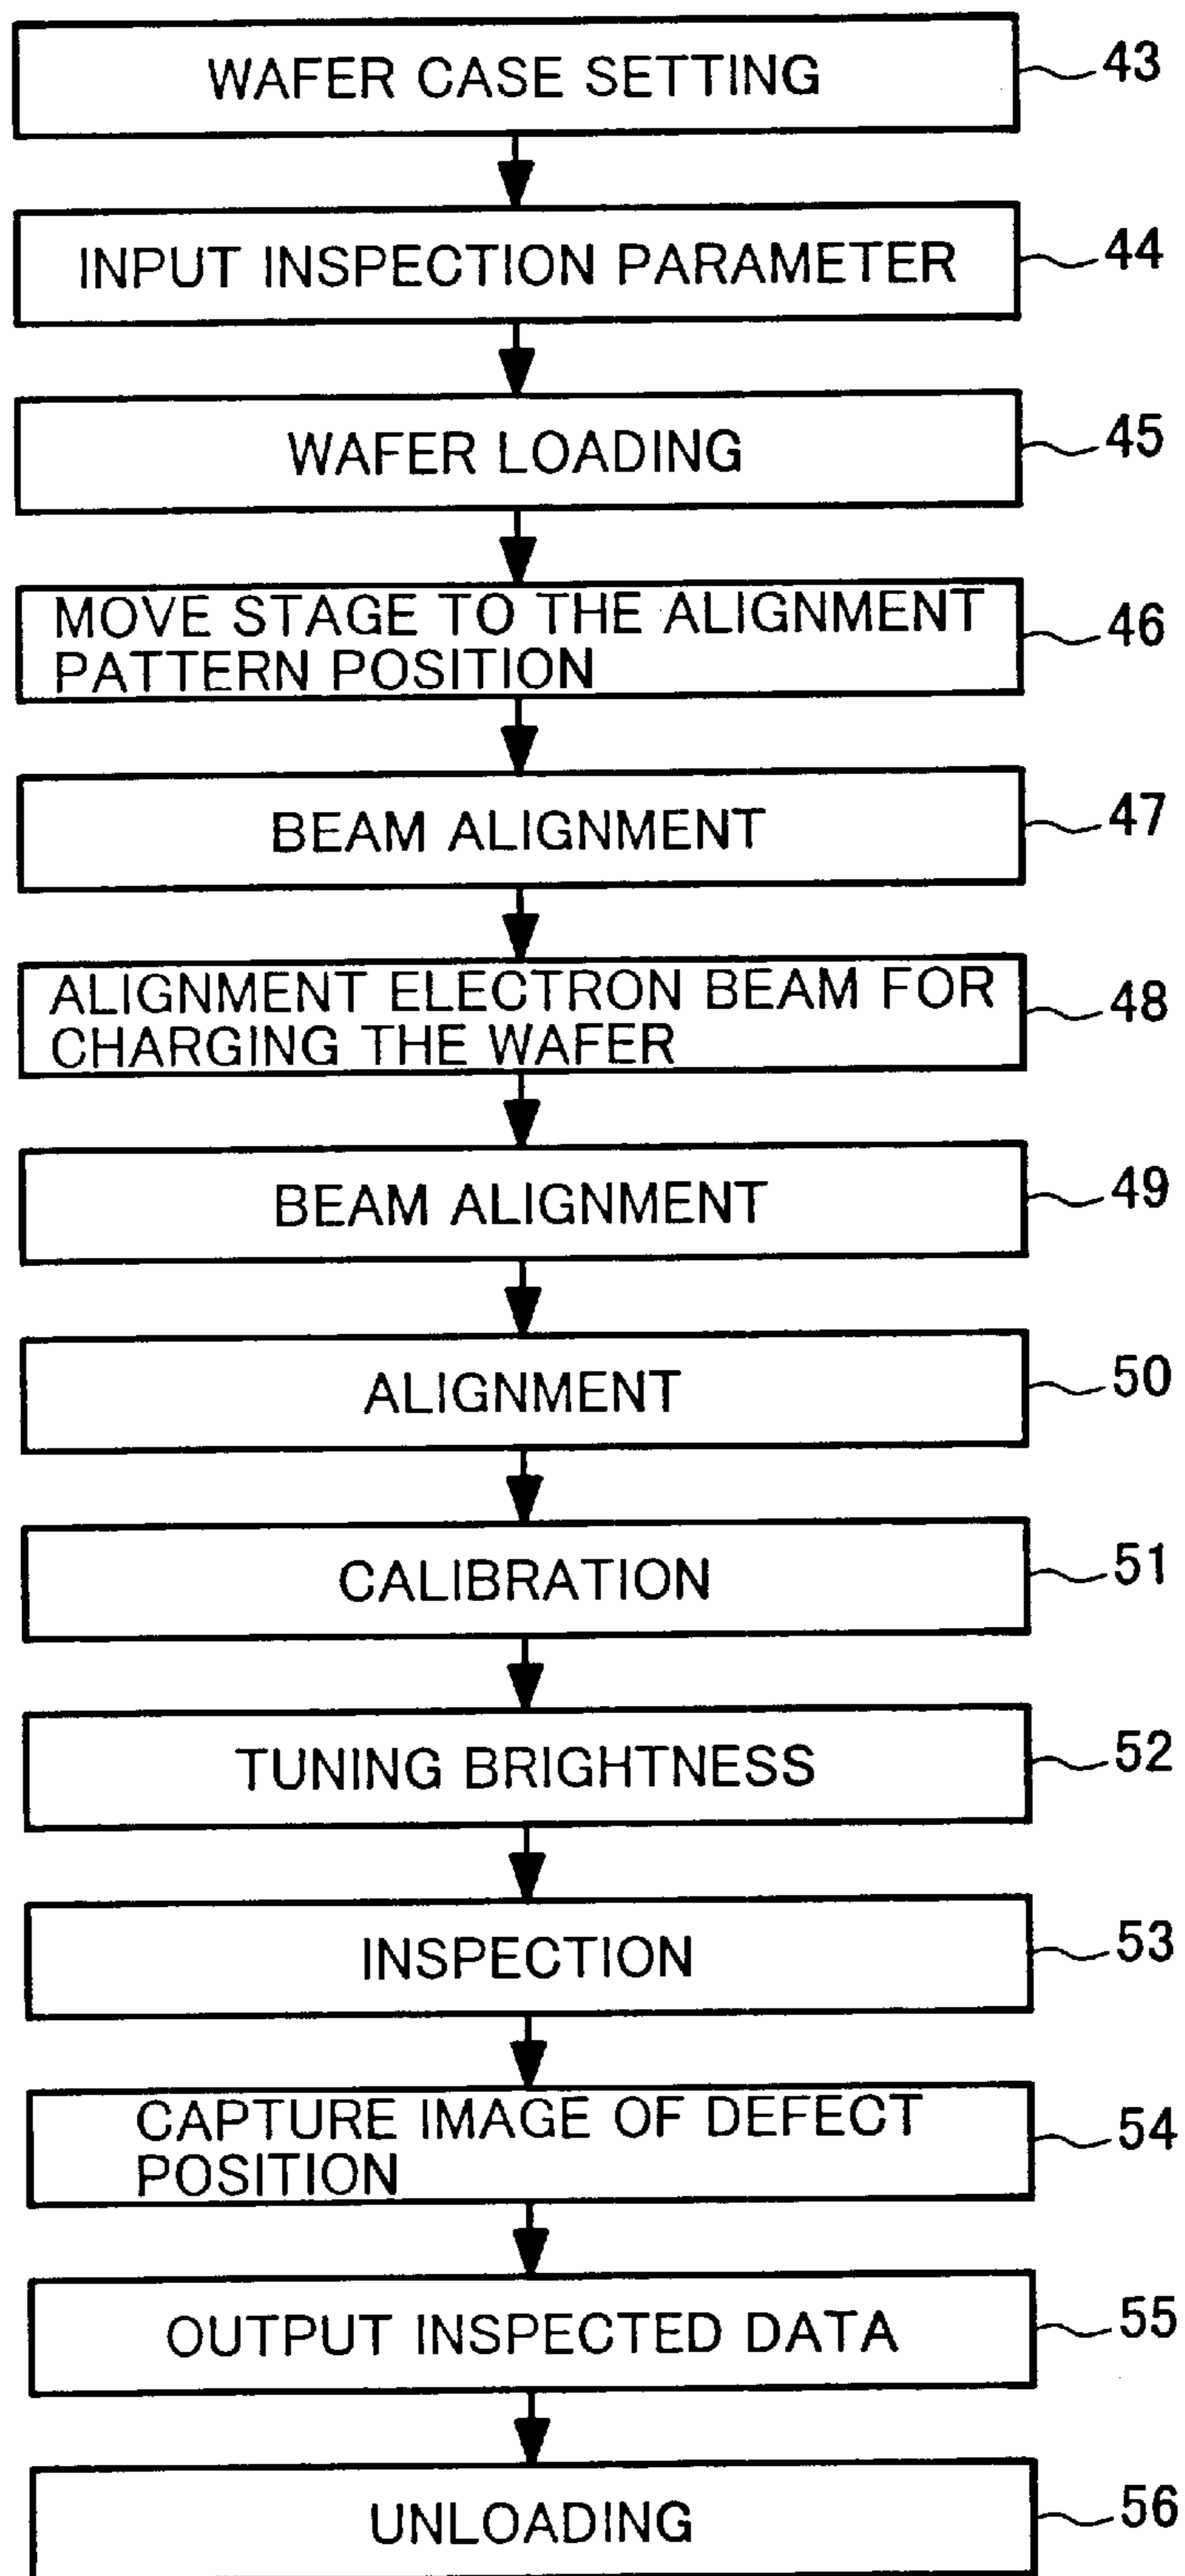 WAFER CASE SETTING
43
INPUT INSPECTION PARAMETER
44
WAFER LOADING
45
MOVE STAGE TO THE ALIGNMENT
PATTERN POSITION
46
BEAM ALIGNMENT
47
ALIGNMENT ELECTRON BEAM FOR
CHARGING THE WAFER
48
BEAM ALIGNMENT
49
ALIGNMENT
50
CALIBRATION
51
TUNING BRIGHTNESS
52
INSPECTION
53
CAPTURE IMAGE OF DEFECT
POSITION
54
OUTPUT INSPECTED DATA
55
UNLOADING
56